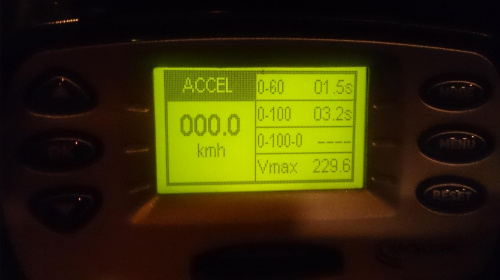 ACCEL
000.0
kmh
0-60 01.5s
0-100 03.2s
0-100-0 ----
Vmax 229.6
OK
MENU
RESET